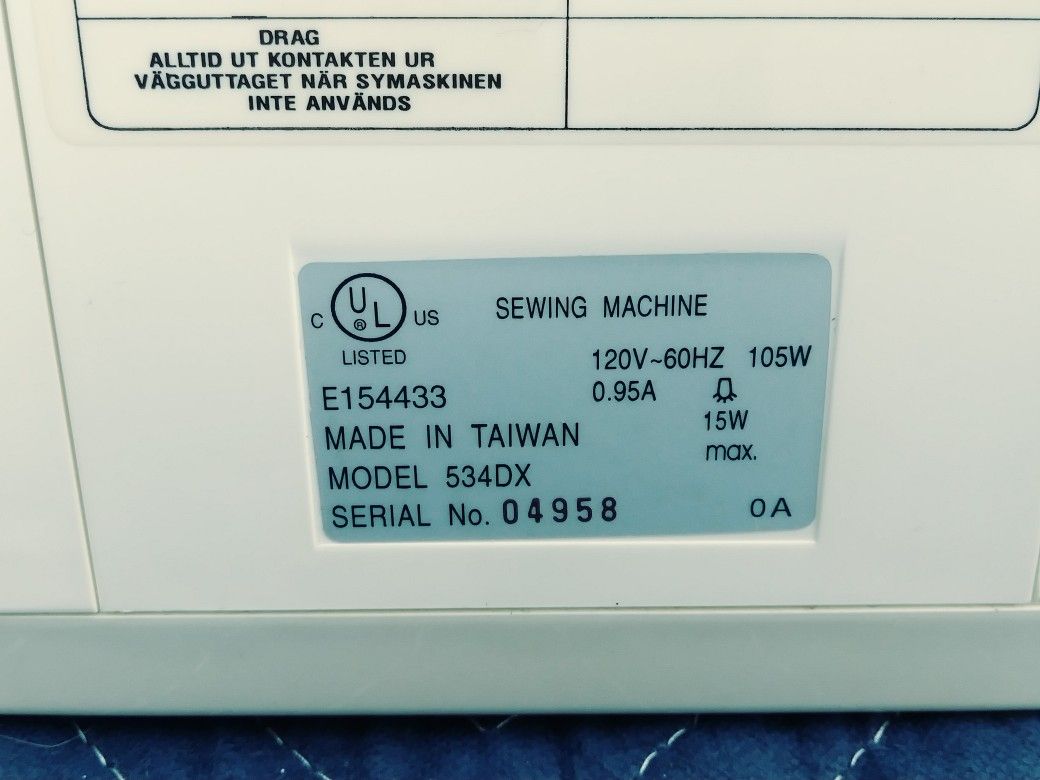 DRAG
ALLTID UT KONTAKTEN UR
VÄGGUTTAGET NÄR SYMASKINEN
INTE ANVÄNDS
C UL ® US
LISTED
SEWING MACHINE
120V~60HZ 105W
0.95A
15W
max.
E154433
MADE IN TAIWAN
MODEL 534DX
SERIAL No. 04958
0A